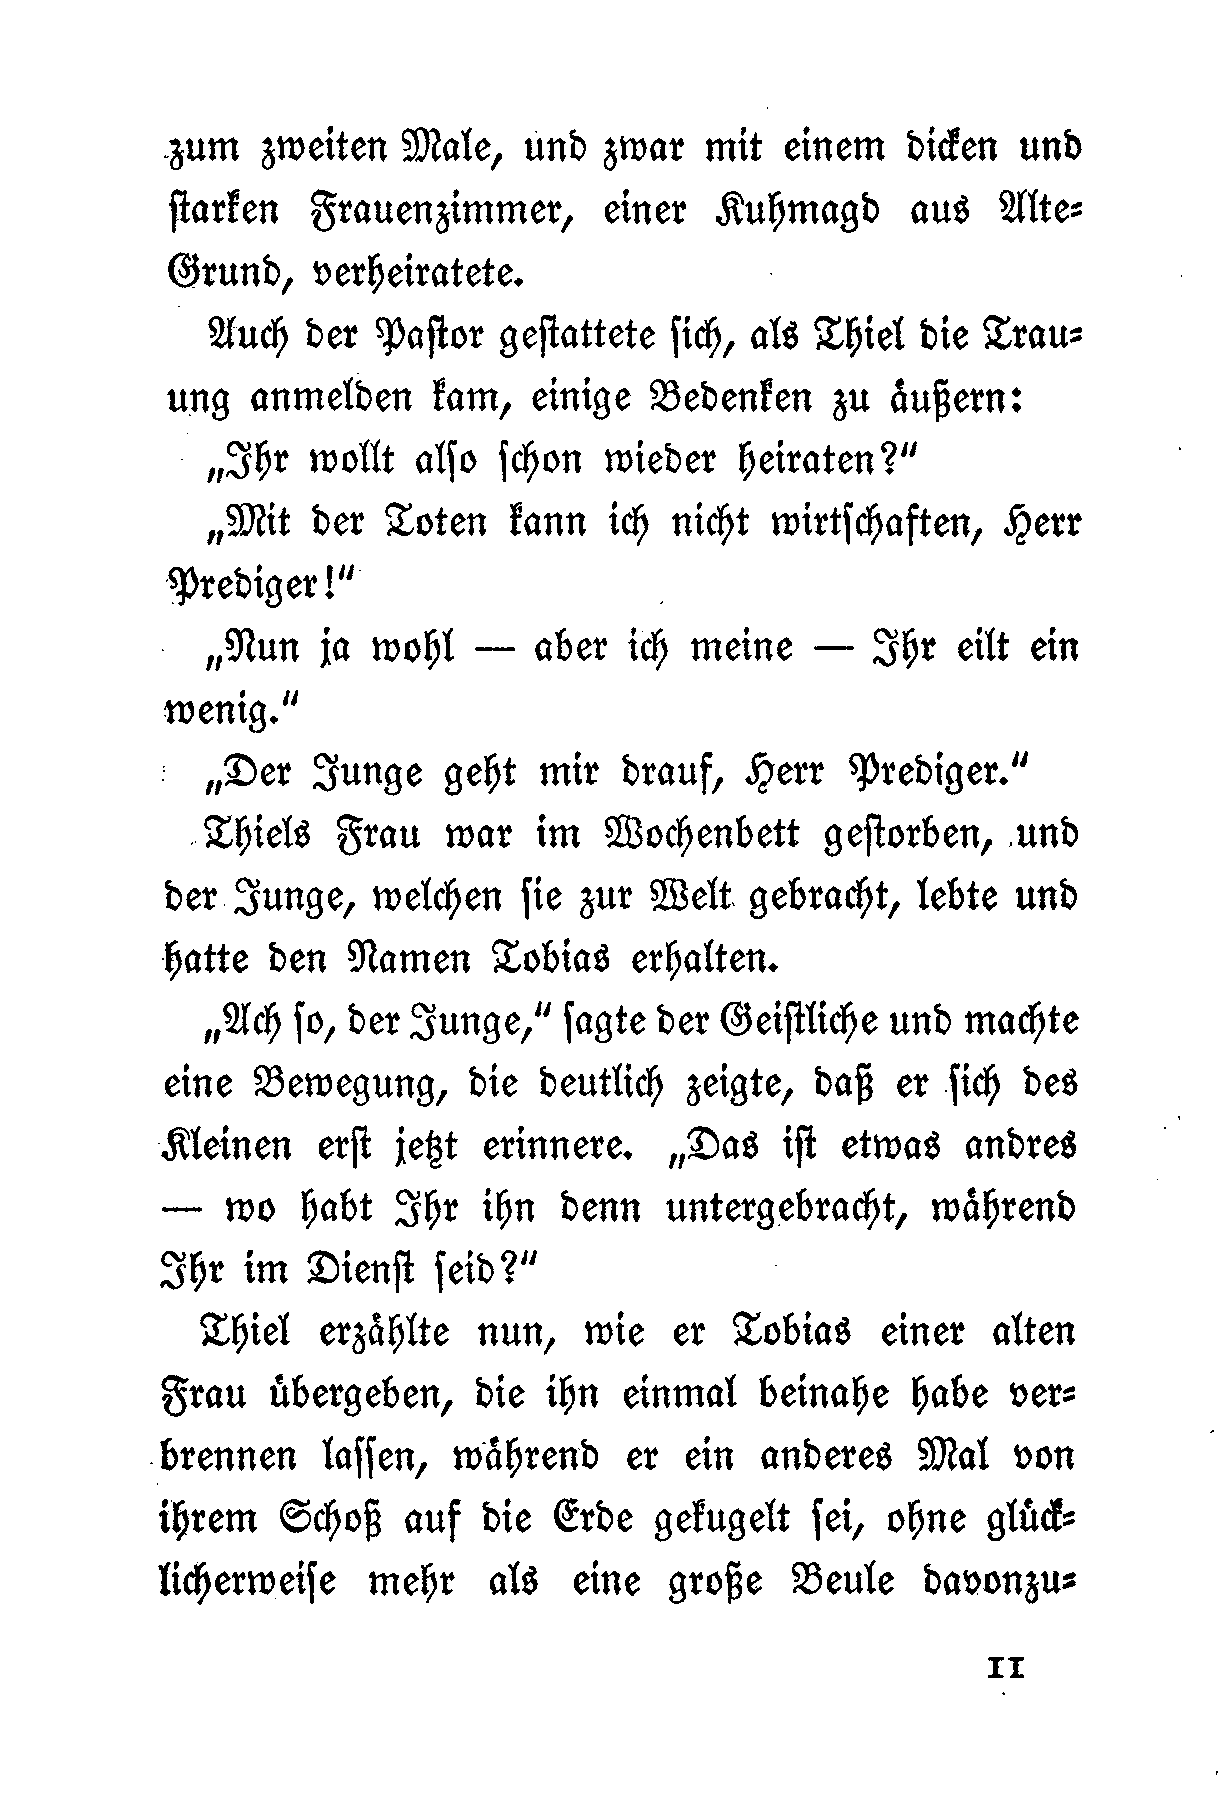 zum zweiten Male, und zwar mit einem dicken und
starken Frauenzimmer, einer Kuhmagd aus Alte-
Grund, verheiratete.
Auch der Pastor gestattete sich, als Thiel die Trau-
ung anmelden kam, einige Bedenken zu äußern:
„Ihr wollt also schon wieder heiraten?“
„Mit der Toten kann ich nicht wirtschaften, Herr
Prediger!“
„Nun ja wohl — aber ich meine — Ihr eilt ein
wenig.“
„Der Junge geht mir drauf, Herr Prediger.“
Thiels Frau war im Wochenbett gestorben, und
der Junge, welchen sie zur Welt gebracht, lebte und
hatte den Namen Tobias erhalten.
„Ach so, der Junge,“ sagte der Geistliche und machte
eine Bewegung, die deutlich zeigte, daß er sich des
Kleinen erst jetzt erinnere. „Das ist etwas andres
— wo habt Ihr ihn denn untergebracht, während
Ihr im Dienst seid?“
Thiel erzählte nun, wie er Tobias einer alten
Frau übergeben, die ihn einmal beinahe habe ver-
brennen lassen, während er ein anderes Mal von
ihrem Schoß auf die Erde gekugelt sei, ohne glück-
licherweise mehr als eine große Beule davonzu-
11